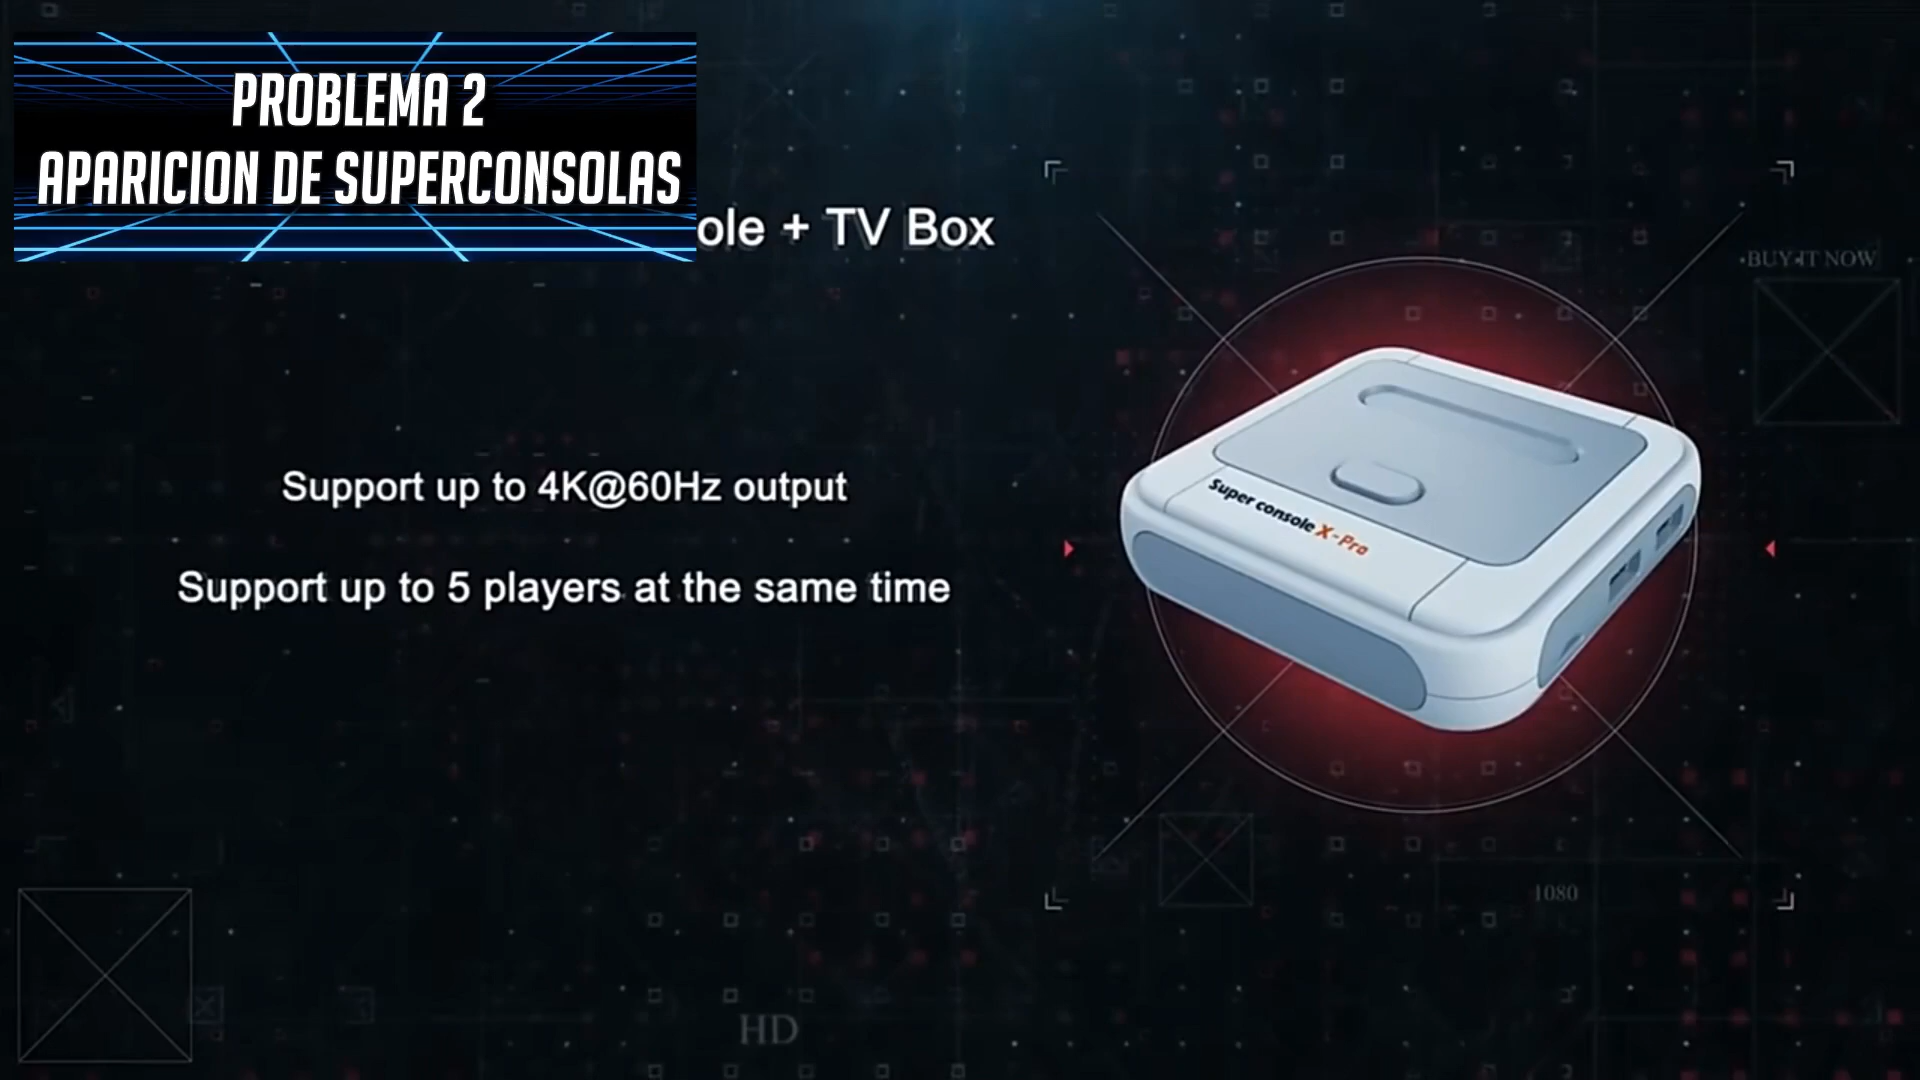 PROBLEMA 2
APARICION DE SUPERCONSOLAS
ole + TV Box
BUY IT NOW
Support up to 4K@60Hz output
Super console X-Pro
Support up to 5 players at the same time
1080
HD